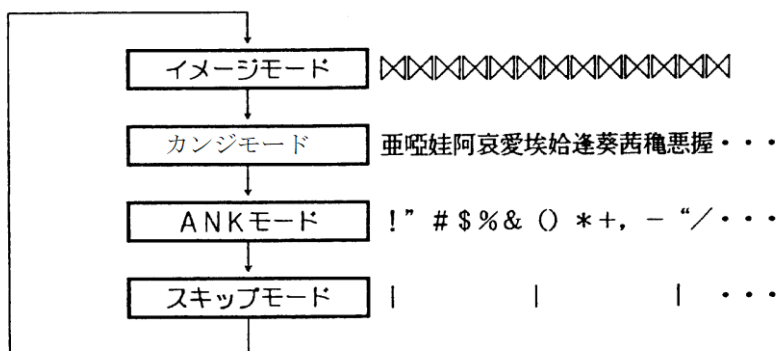 イメージモード
カンジモード 亜唖娃阿哀愛埃姶逢葵茜穐悪握・・・
ANKモード !”#$%&()*+,-“/・・・
スキップモード | | | ・・・